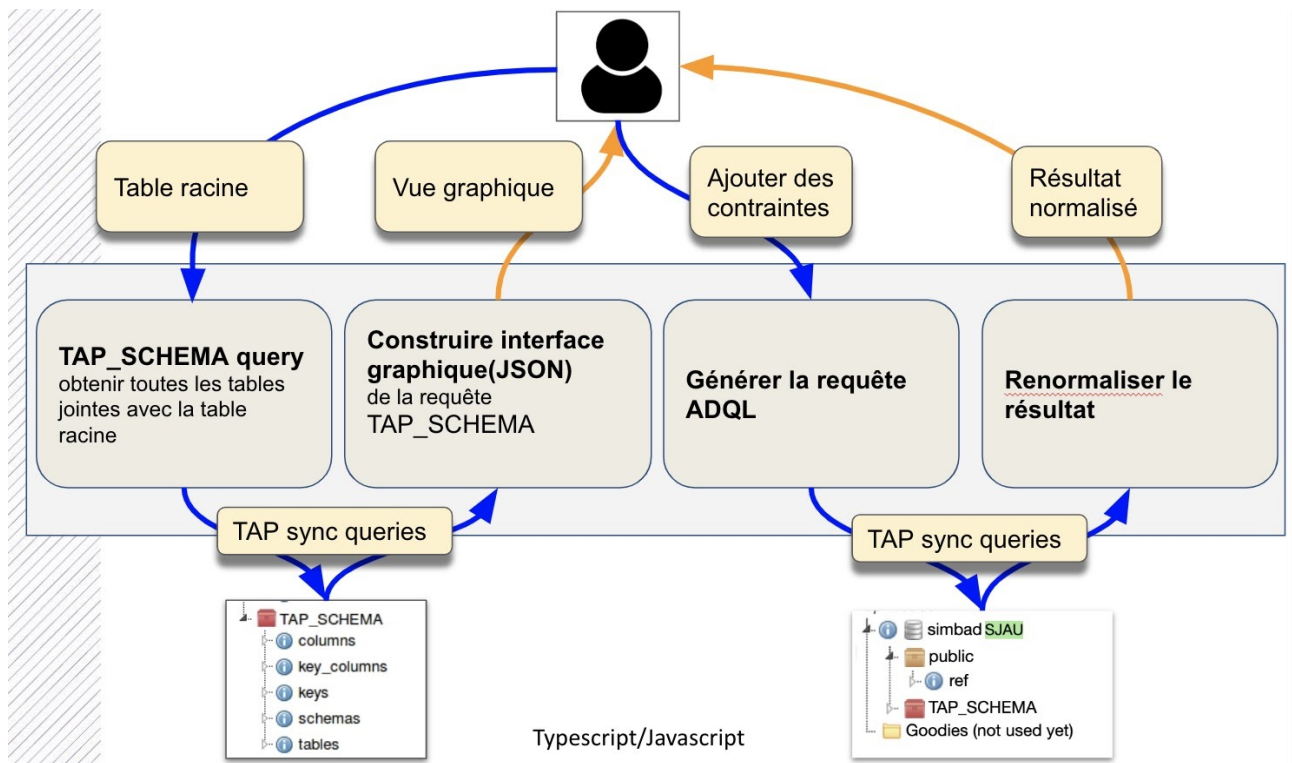 Table racine
Vue graphique
Ajouter des
contraintes
Résultat
normalisé
TAP_SCHEMA query
obtenir toutes les tables
jointes avec la table
racine
Construire interface
graphique(JSON)
de la requête
TAP_SCHEMA
Générer la requête
ADQL
Renormaliser le
résultat
TAP sync queries
TAP sync queries
TAP_SCHEMA
columns
key_columns
keys
schemas
tables
simbad SJAU
public
ref
TAP_SCHEMA
Goodies (not used yet)
Typescript/Javascript